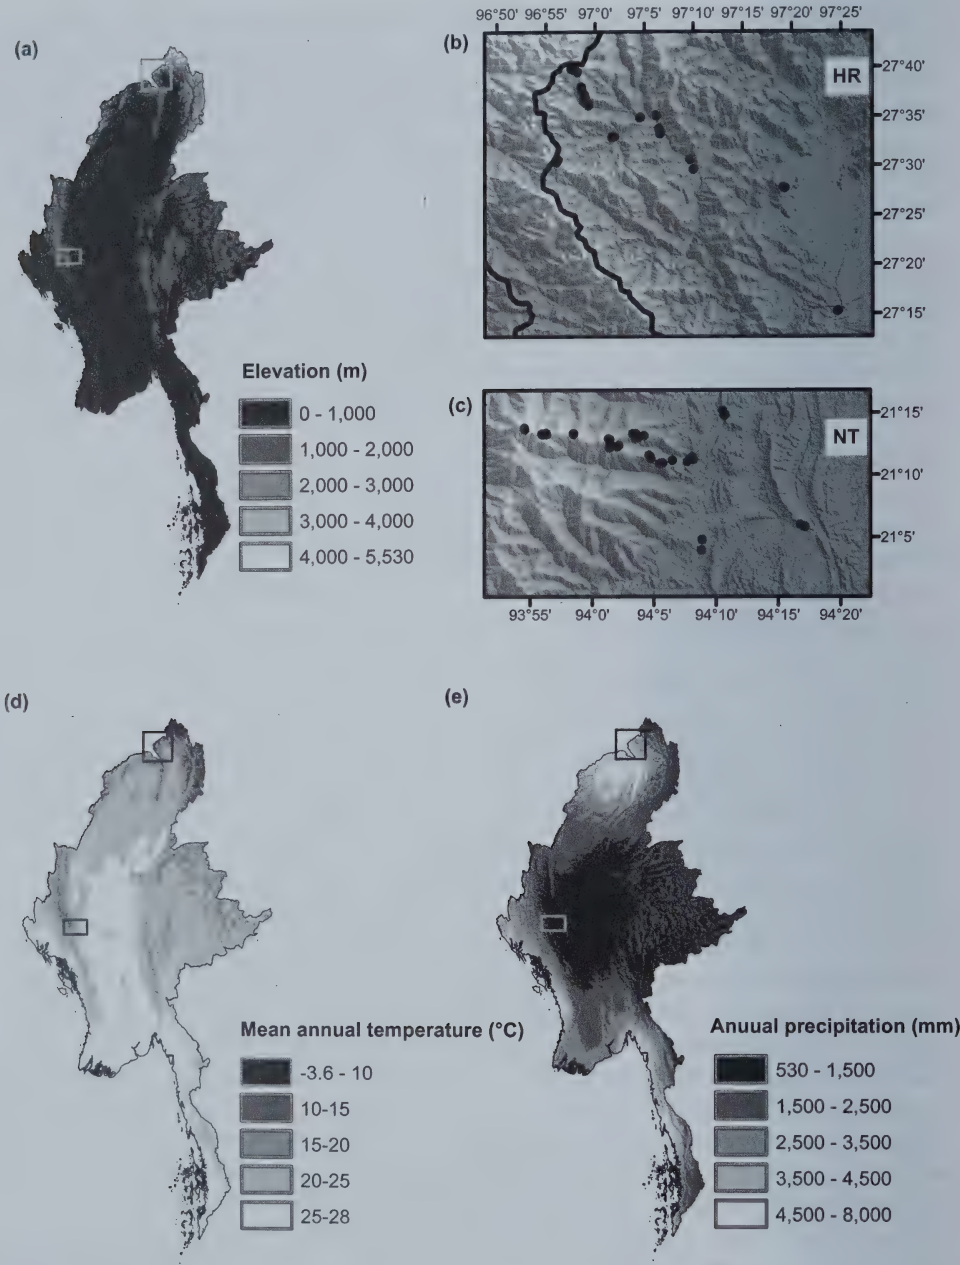 (a)
Elevation (m)
0 - 1,000
1,000 - 2,000
2,000 - 3,000
3,000 - 4,000
4,000 - 5,530
(b)
96°50' 96°55' 97°0' 97°5' 97°10' 97°20' 97°25'
HR
27°40'
27°35'
27°30'
27°25'
27°20'
27°15'
(c)
NT
21°15'
21°10'
21°5'
93°55' 94°0' 94°5' 94°10' 94°15' 94°20'
(d)
Mean annual temperature (°C)
-3.6 - 10
10-15
15-20
20-25
25-28
(e)
Anuual precipitation (mm)
530 - 1,500
1,500 - 2,500
2,500 - 3,500
3,500 - 4,500
4,500 - 8,000